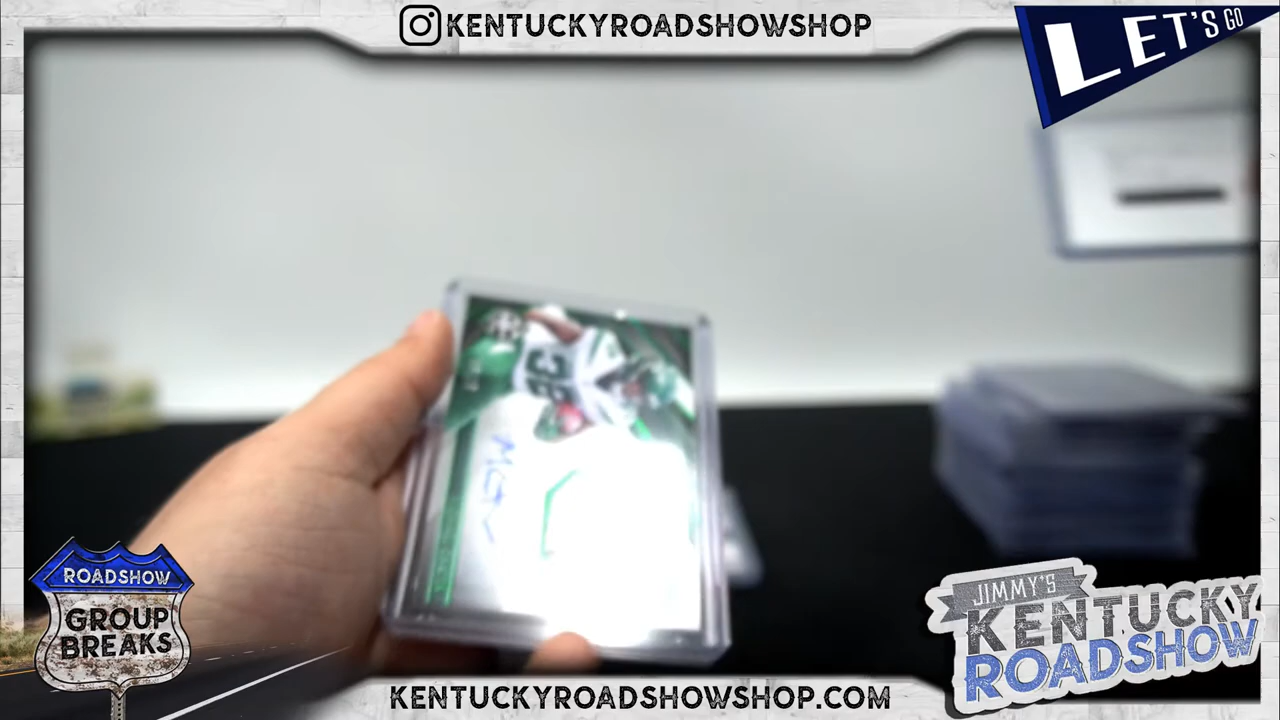 KENTUCKYROADSHOWSHOP
LET'S GO
ROADSHOW
GROUP
BREAKS
JIMMY'S
KENTUCKY
ROADSHOW
KENTUCKYROADSHOWSHOP.COM